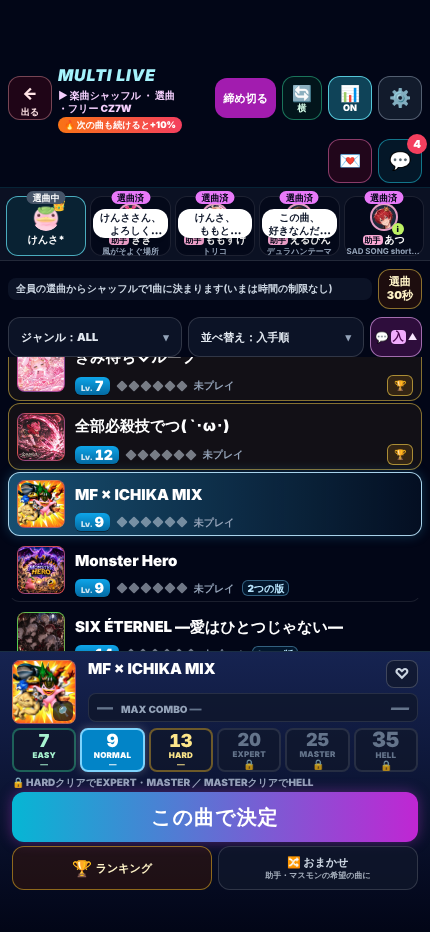 ←
出る
MULTI LIVE
▶ 楽曲シャッフル ・ 選曲
・フリー CZ7W
🔥 次の曲も続けると+10%
締め切る
横
ON
4
選曲中
けんさ*
選曲済
けんささん、
よろしく…
助手
風がそよぐ場所
選曲済
けんさ、
ももと…
助手 ももすけ
トリコ
選曲済
この曲、
好きなんだ…
助手 えるぴん
デュラハンテーマ
選曲済
助手 あつ
SAD SONG short…
全員の選曲からシャッフルで1曲に決まります(いまは時間の制限なし)
選曲
30秒
ジャンル：ALL ▼
並べ替え：入手順 ▼
入 ▲
きみ待ち♡ループ
Lv. 7 ◆◆◆◆◆◆ 未プレイ
全部必殺技でつ(`･ω･)
Lv. 12 ◆◆◆◆◆◆ 未プレイ
MF × ICHIKA MIX
Lv. 9 ◆◆◆◆◆◆ 未プレイ
Monster Hero
Lv. 9 ◆◆◆◆◆◆ 未プレイ 2つの版
SIX ÉTERNEL —愛はひとつじゃない—
MF × ICHIKA MIX
♡
— MAX COMBO — —
7
EASY
—
9
NORMAL
—
13
HARD
—
20
EXPERT
25
MASTER
35
HELL
🔒 HARDクリアでEXPERT・MASTER ／ MASTERクリアでHELL
この曲で決定
🏆 ランキング
🔀 おまかせ
助手・マスモンの希望の曲に